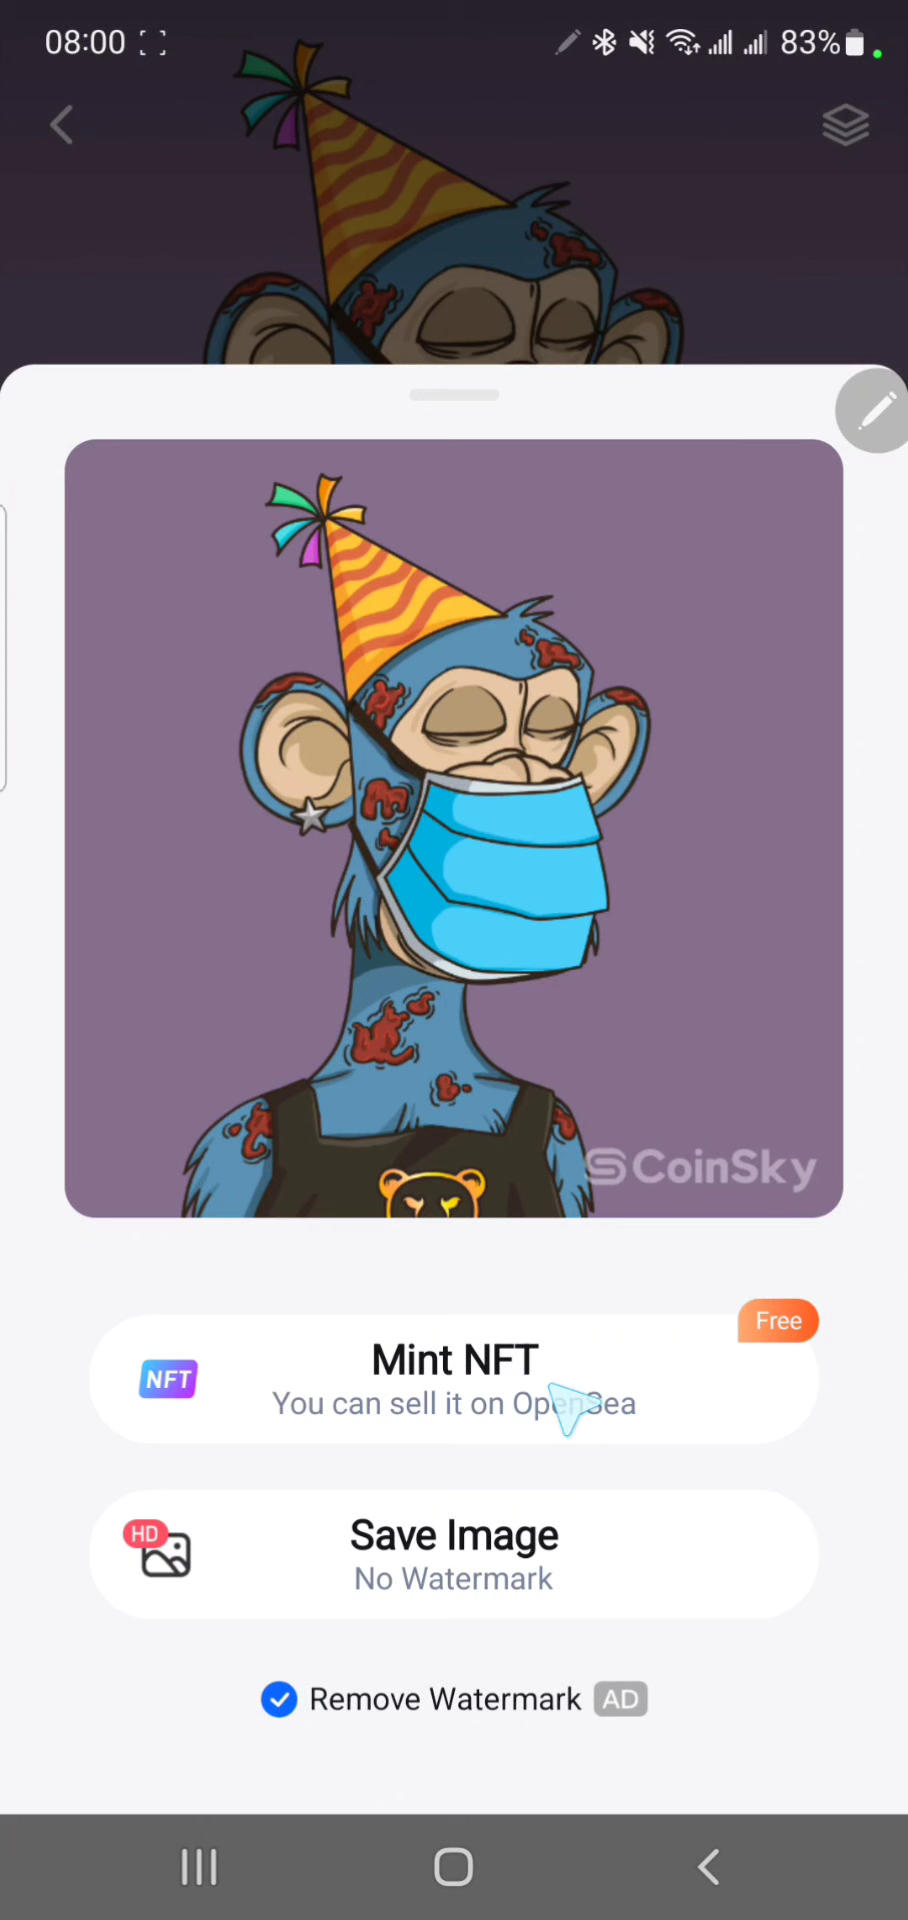 08:00
83%
CoinSky
Free
Mint NFT
NFT
You can sell it on OpenSea
HD
Save Image
No Watermark
Remove Watermark AD